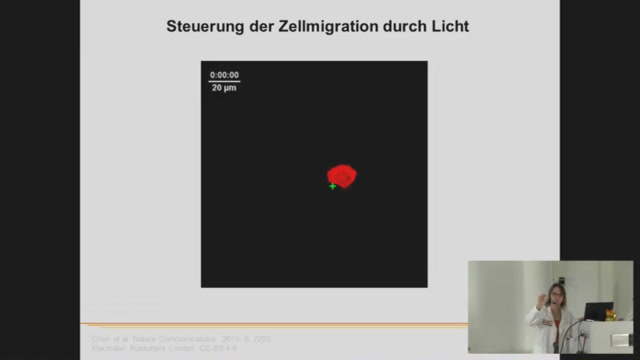 Steuerung der Zellmigration durch Licht
0:00:00
20 µm
Chen et al. Nature Communications, 2015, 6, 7220.
Macmillan Publishers Limited, CC-BY-4.0